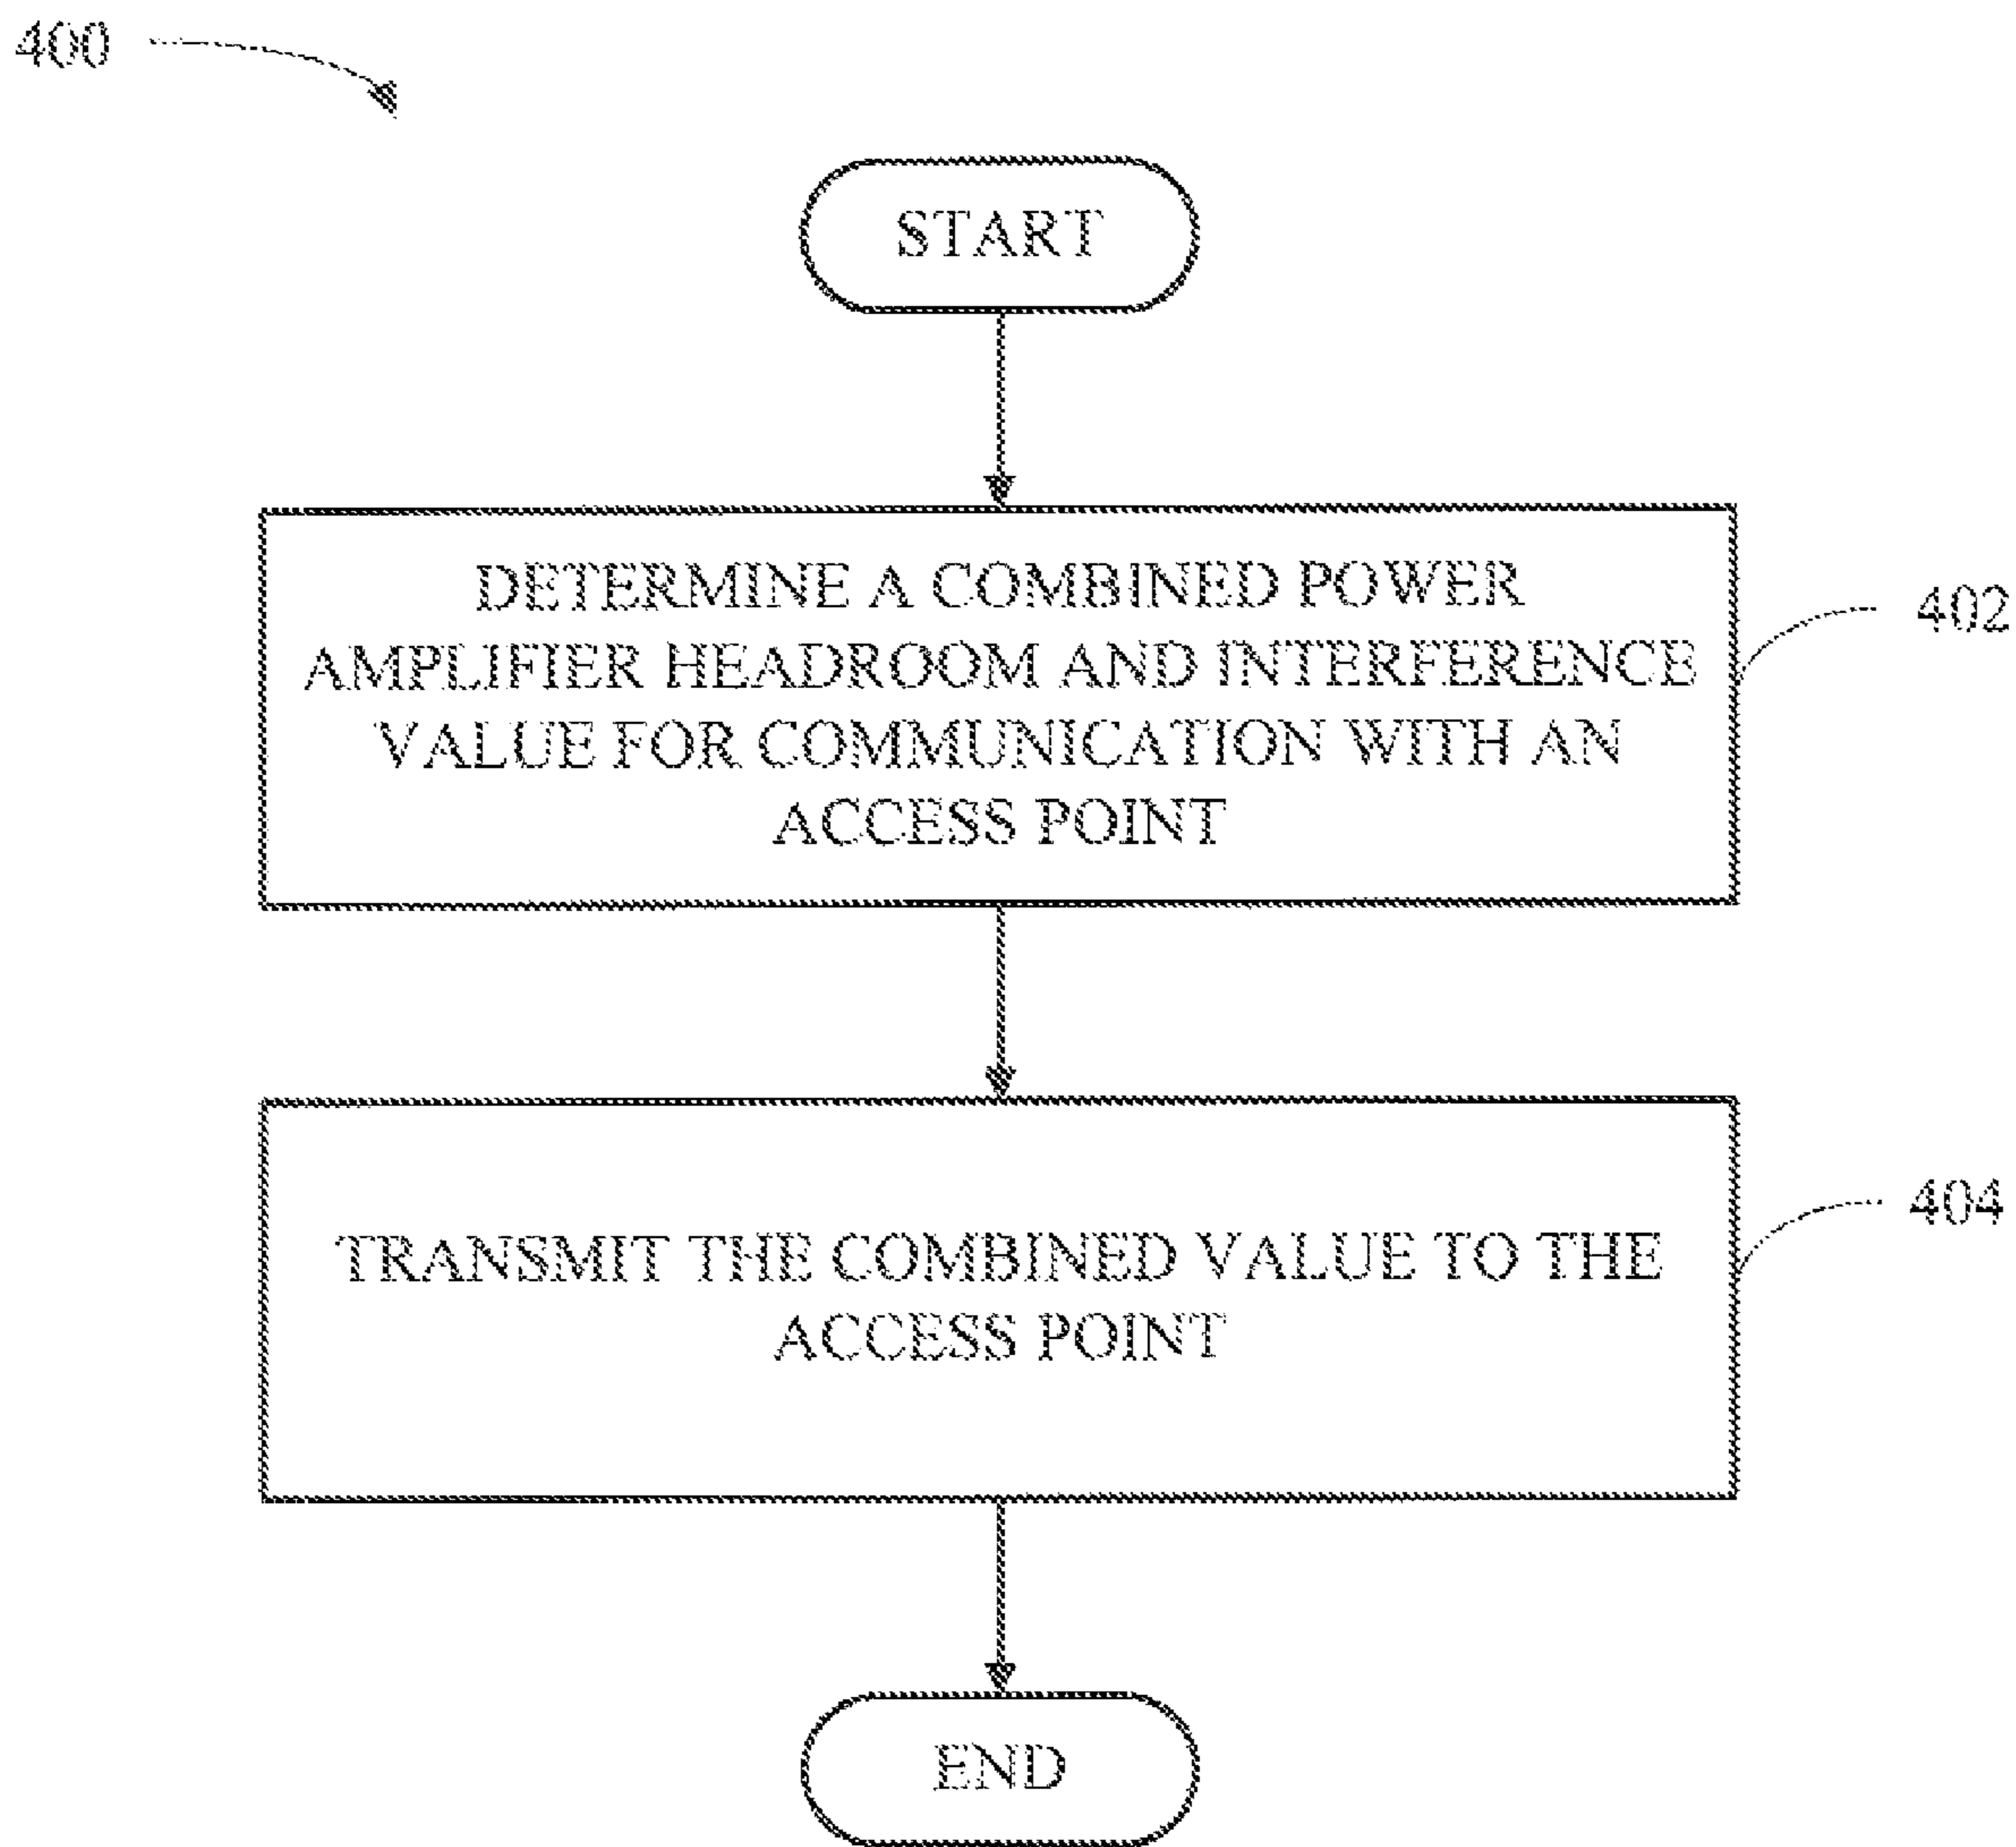 400
START
DETERMINE A COMBINED POWER
AMPLIFIER HEADROOM AND INTERFERENCE
VALUE FOR COMMUNICATION WITH AN
ACCESS POINT
402
TRANSMIT THE COMBINED VALUE TO THE
ACCESS POINT
404
END